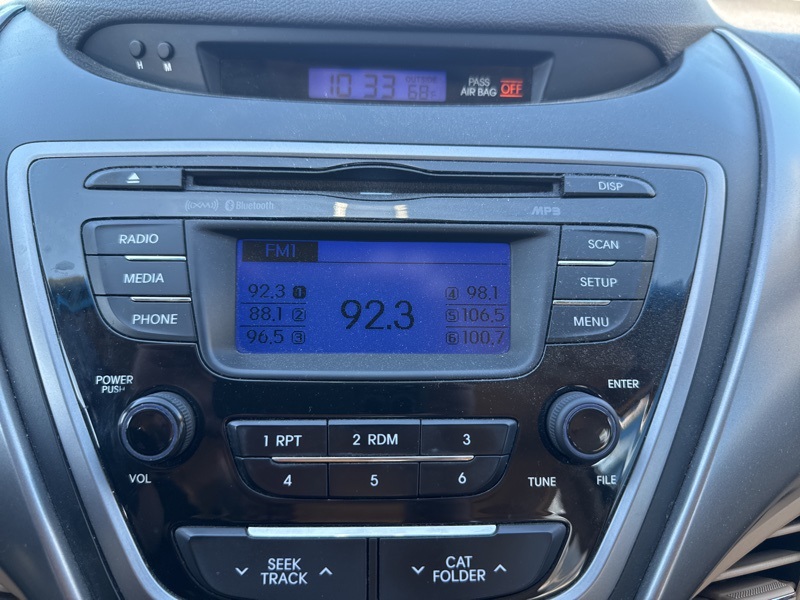 H M
10:33 OUTSIDE 68°F
PASS AIR BAG OFF
DISP
((XM)) Bluetooth MP3
RADIO
MEDIA
PHONE
FM1
92.3 1
88.1 2
96.5 3
92.3
4 98.1
5 106.5
6 100.7
SCAN
SETUP
MENU
POWER
PUSH
VOL
1 RPT 2 RDM 3
4 5 6
ENTER
TUNE FILE
SEEK
TRACK
CAT
FOLDER